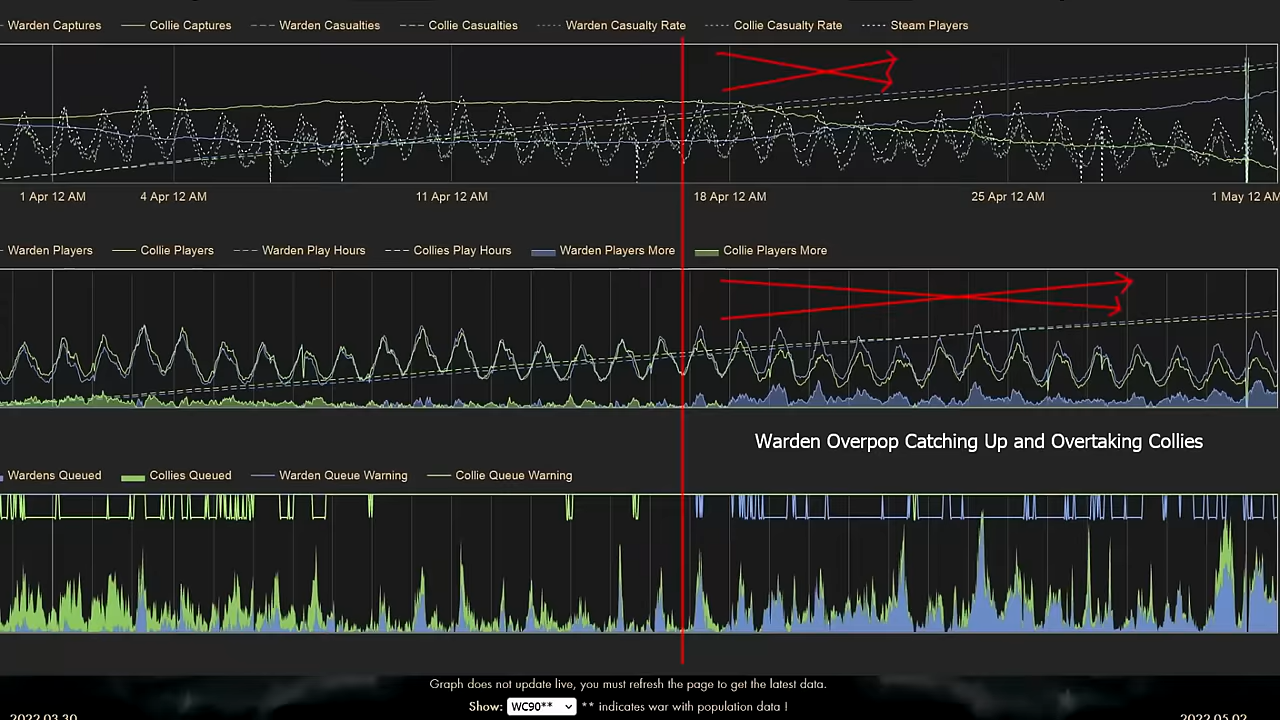 Warden Captures Collie Captures Warden Casualties Collie Casualties Warden Casualty Rate Collie Casualty Rate Steam Players
1 Apr 12 AM 4 Apr 12 AM 11 Apr 12 AM 18 Apr 12 AM 25 Apr 12 AM 1 May 12 AM
Warden Players Collie Players Warden Play Hours Collies Play Hours Warden Players More Collie Players More
Warden Overpop Catching Up and Overtaking Collies
Wardens Queued Collies Queued Warden Queue Warning Collie Queue Warning
Graph does not update live, you must refresh the page to get the latest data.
Show: WC90** ** indicates war with population data !
2022.03.30 2022.05.02